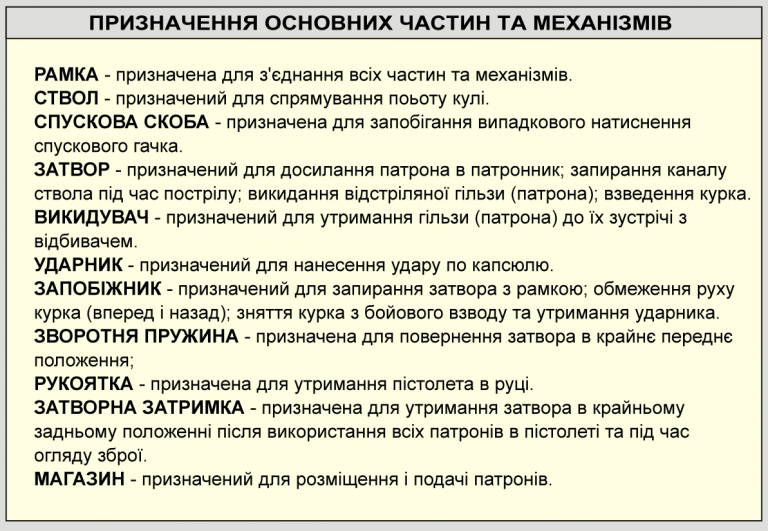 ПРИЗНАЧЕННЯ ОСНОВНИХ ЧАСТИН ТА МЕХАНІЗМІВ
РАМКА - призначена для з'єднання всіх частин та механізмів.
СТВОЛ - призначений для спрямування поьоту кулі.
СПУСКОВА СКОБА - призначена для запобігання випадкового натиснення
спускового гачка.
ЗАТВОР - призначений для досилання патрона в патронник; запирання каналу
ствола під час пострілу; викидання відстріляної гільзи (патрона); взведення курка.
ВИКИДУВАЧ - призначений для утримання гільзи (патрона) до їх зустрічі з
відбивачем.
УДАРНИК - призначений для нанесення удару по капсюлю.
ЗАПОБІЖНИК - призначений для запирання затвора з рамкою; обмеження руху
курка (вперед і назад); зняття курка з бойового взводу та утримання ударника.
ЗВОРОТНЯ ПРУЖИНА - призначена для повернення затвора в крайнє переднє
положення;
РУКОЯТКА - призначена для утримання пістолета в руці.
ЗАТВОРНА ЗАТРИМКА - призначена для утримання затвора в крайньому
задньому положенні після використання всіх патронів в пістолеті та під час
огляду зброї.
МАГАЗИН - призначений для розміщення і подачі патронів.